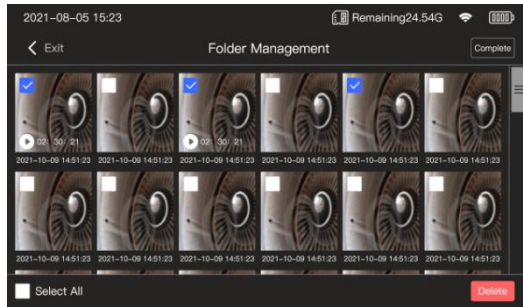 2021-08-05 15:23 Remaining24.54G
Exit Folder Management Complete
02: 30: 21 02: 30: 21
2021-10-09 14:51:23 2021-10-09 14:51:23 2021-10-09 14:51:23 2021-10-09 14:51:23 2021-10-09 14:51:23 2021-10-09 14:51:23
2021-10-09 14:51:23 2021-10-09 14:51:23 2021-10-09 14:51:23 2021-10-09 14:51:23 2021-10-09 14:51:23 2021-10-09 14:51:23
Select All Delete